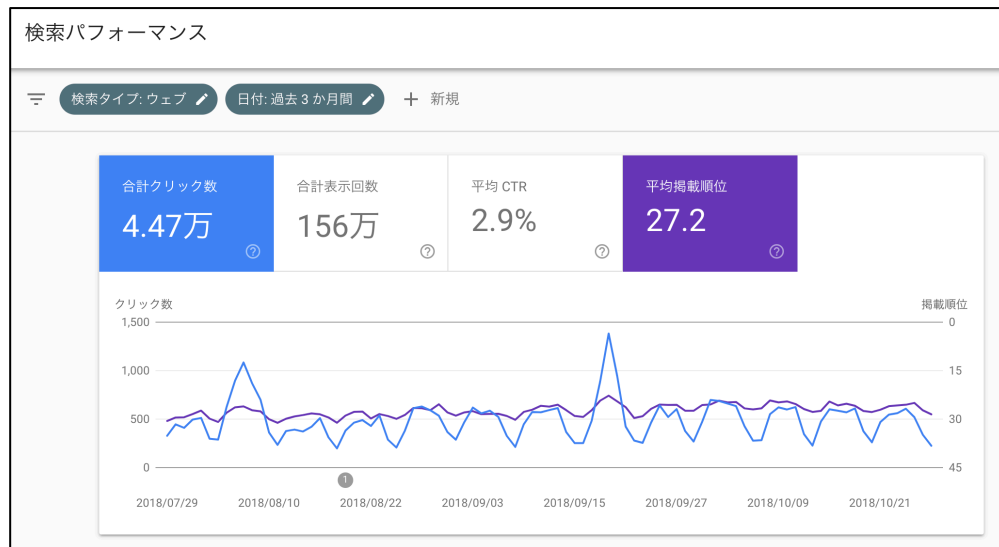 検索パフォーマンス
検索タイプ: ウェブ 日付: 過去 3 か月間 + 新規
合計クリック数 合計表示回数 平均 CTR 平均掲載順位
4.47万 156万 2.9% 27.2
クリック数 掲載順位
1,500 0
1,000 15
500 30
0 45
1
2018/07/29 2018/08/10 2018/08/22 2018/09/03 2018/09/15 2018/09/27 2018/10/09 2018/10/21